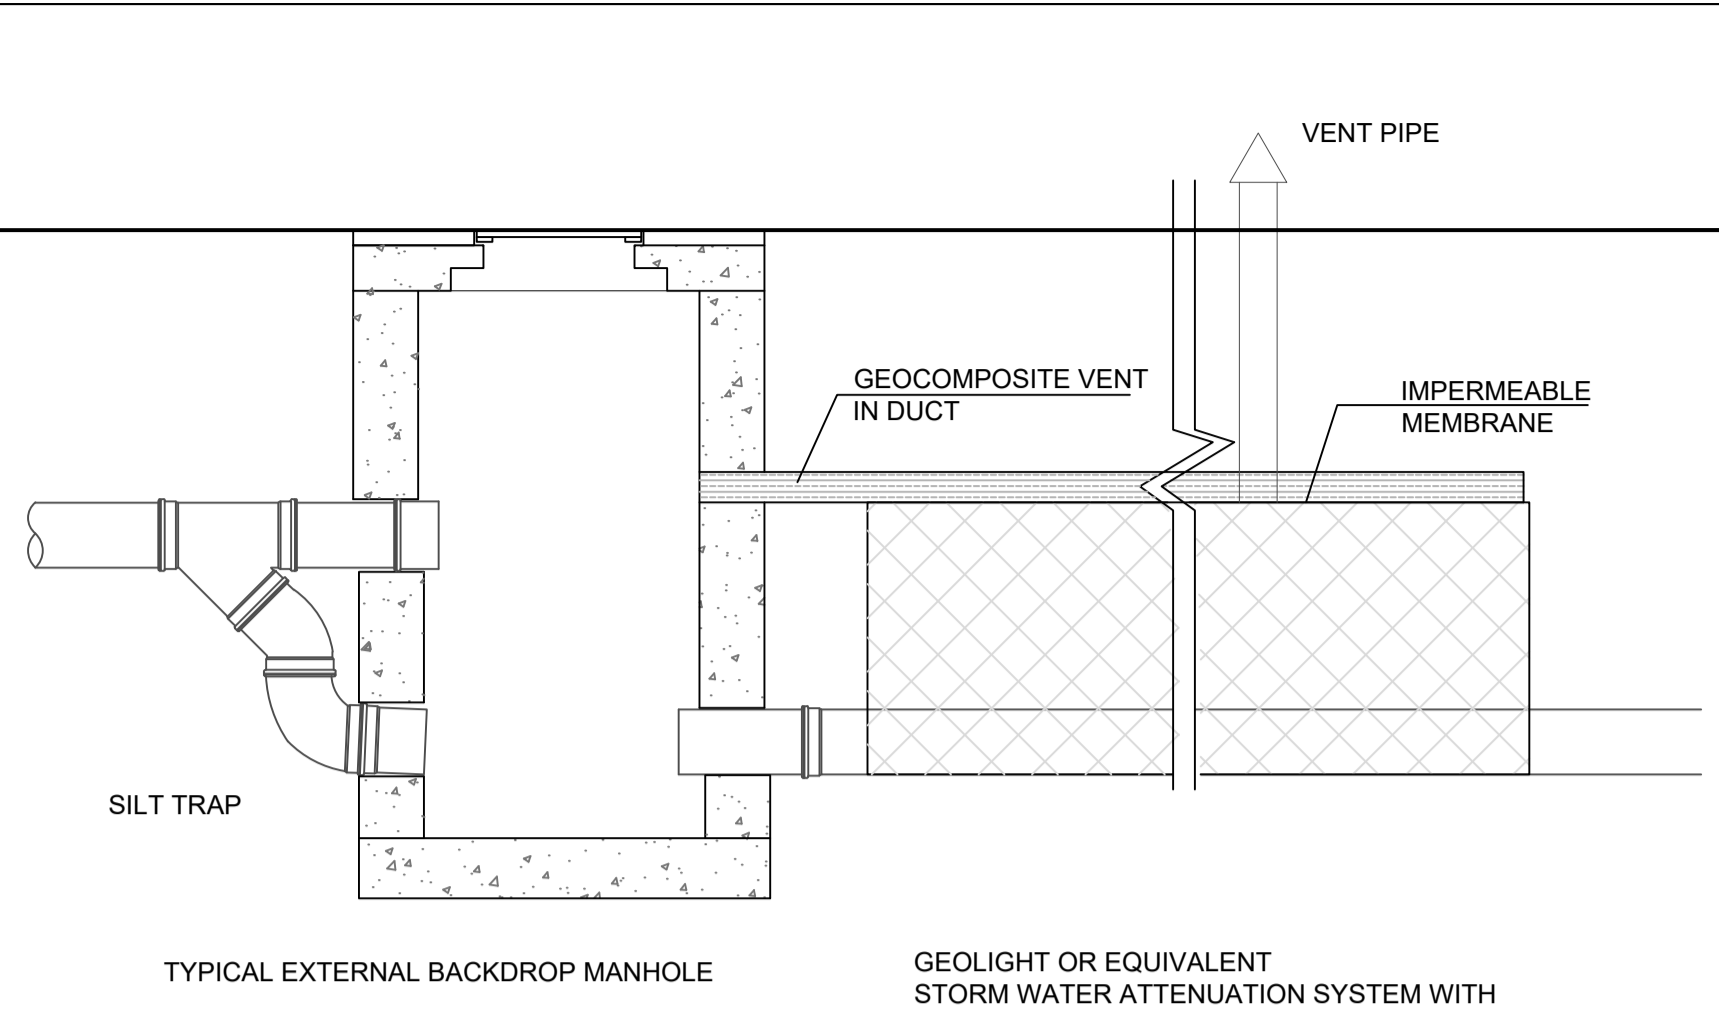 VENT PIPE
GEOCOMPOSITE VENT
IN DUCT
IMPERMEABLE
MEMBRANE
SILT TRAP
TYPICAL EXTERNAL BACKDROP MANHOLE
GEOLIGHT OR EQUIVALENT
STORM WATER ATTENUATION SYSTEM WITH